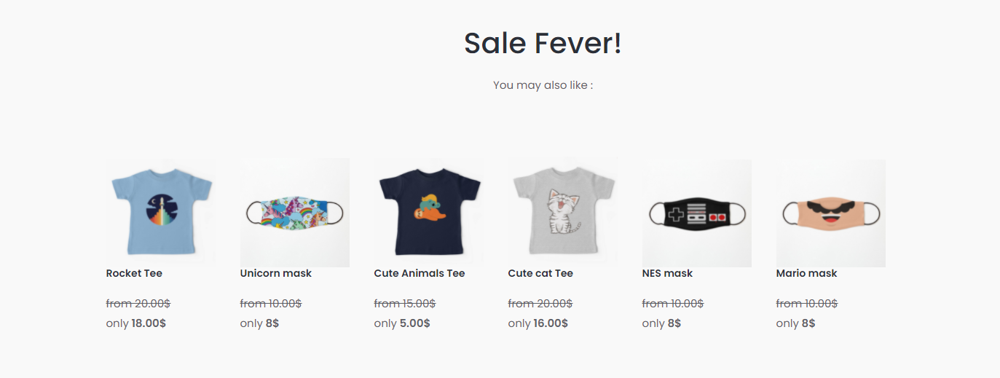 Sale Fever!
You may also like :
Rocket Tee
from 20.00$
only 18.00$
Unicorn mask
from 10.00$
only 8$
Cute Animals Tee
from 15.00$
only 5.00$
Cute cat Tee
from 20.00$
only 16.00$
NES mask
from 10.00$
only 8$
Mario mask
from 10.00$
only 8$